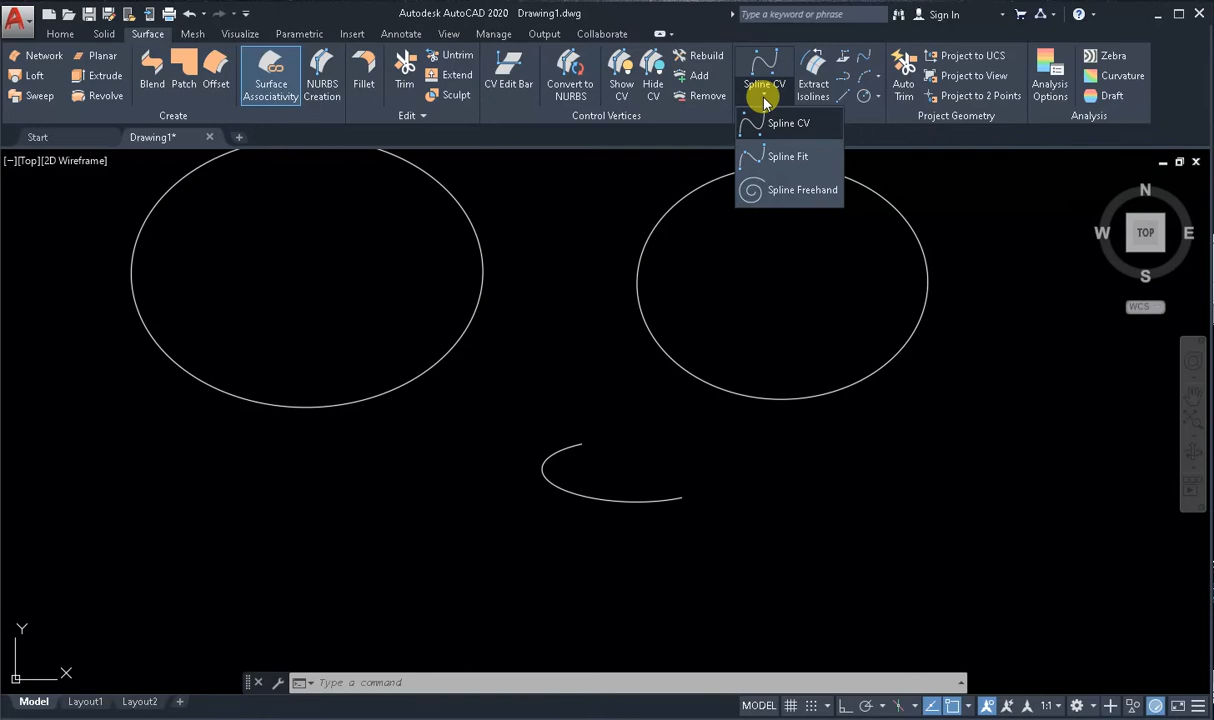 Autodesk AutoCAD 2020 Drawing1.dwg
Type a keyword or phrase
Sign In
Home Solid Surface Mesh Visualize Parametric Insert Annotate View Manage Output Collaborate
Network Planar
Loft Extrude
Sweep Revolve
Blend Patch Offset
Surface
Associativity
NURBS
Creation
Create
Fillet Trim
Untrim
Extend
Sculpt
Edit
CV Edit Bar
Convert to
NURBS
Show
CV
Hide
CV
Rebuild
Add
Remove
Control Vertices
Spline CV
Extract
Isolines
Spline CV
Spline Fit
Spline Freehand
Auto
Trim
Project to UCS
Project to View
Project to 2 Points
Project Geometry
Analysis
Options
Zebra
Curvature
Draft
Analysis
Start Drawing1* +
[−][Top][2D Wireframe]
N
W TOP E
S
WCS
Y
X
Type a command
Model Layout1 Layout2 +
MODEL 1:1